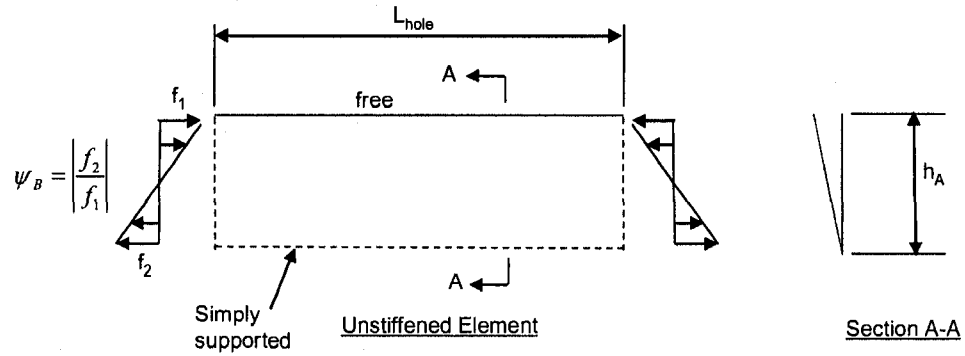 L_hole
A
free
f_1
ψ_B = |f_2/f_1|
h_A
f_2
A
Simply
supported
Unstiffened Element
Section A-A